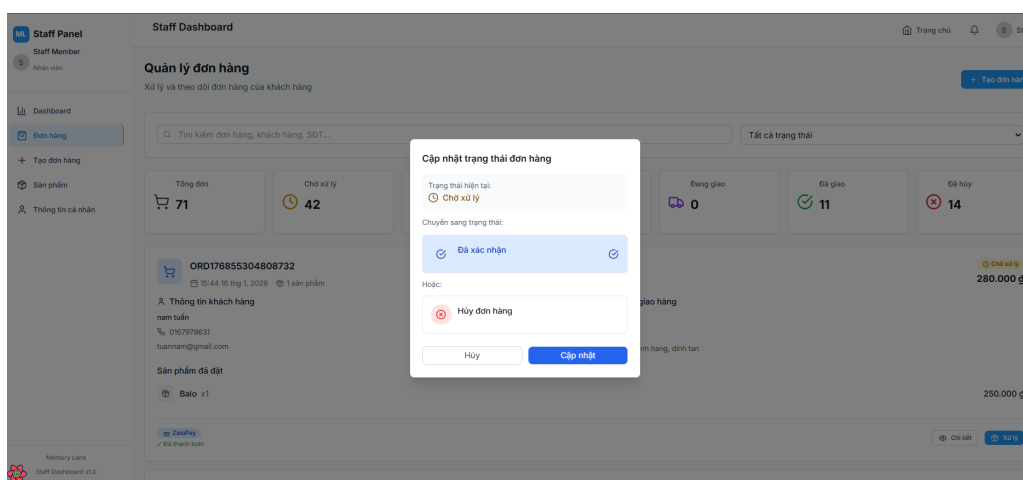 ML Staff Panel
Staff Member
S
Nhân viên
Dashboard
Đơn hàng
Tạo đơn hàng
Sản phẩm
Thông tin cá nhân
Memory Lane
Staff Dashboard v1.0
Staff Dashboard
Trang chủ
S St
Quản lý đơn hàng
Xử lý và theo dõi đơn hàng của khách hàng
+ Tạo đơn hàn
Tìm kiếm đơn hàng, khách hàng, SĐT...
Tất cả trạng thái
Tổng đơn
71
Chờ xử lý
42
Đang giao
0
Đã giao
11
Đã hủy
14
ORD176855304808732
15:44 16 thg 1, 2026 1 sản phẩm
Chờ xử lý
280.000 ₫
Thông tin khách hàng
nam tuấn
0167979631
tuannam@gmail.com
giao hàng
nh hang, dinh tan
Sản phẩm đã đặt
Balo x1
250.000 ₫
ZaloPay
✓ Đã thanh toán
Chi tiết
Xử lý
Cập nhật trạng thái đơn hàng
Trạng thái hiện tại:
Chờ xử lý
Chuyển sang trạng thái:
Đã xác nhận
Hoặc:
Hủy đơn hàng
Hủy
Cập nhật